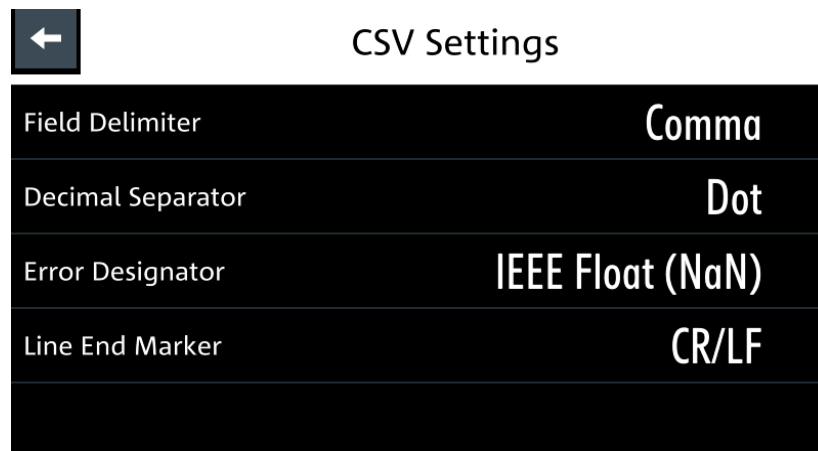 CSV Settings
Field Delimiter Comma
Decimal Separator Dot
Error Designator IEEE Float (NaN)
Line End Marker CR/LF